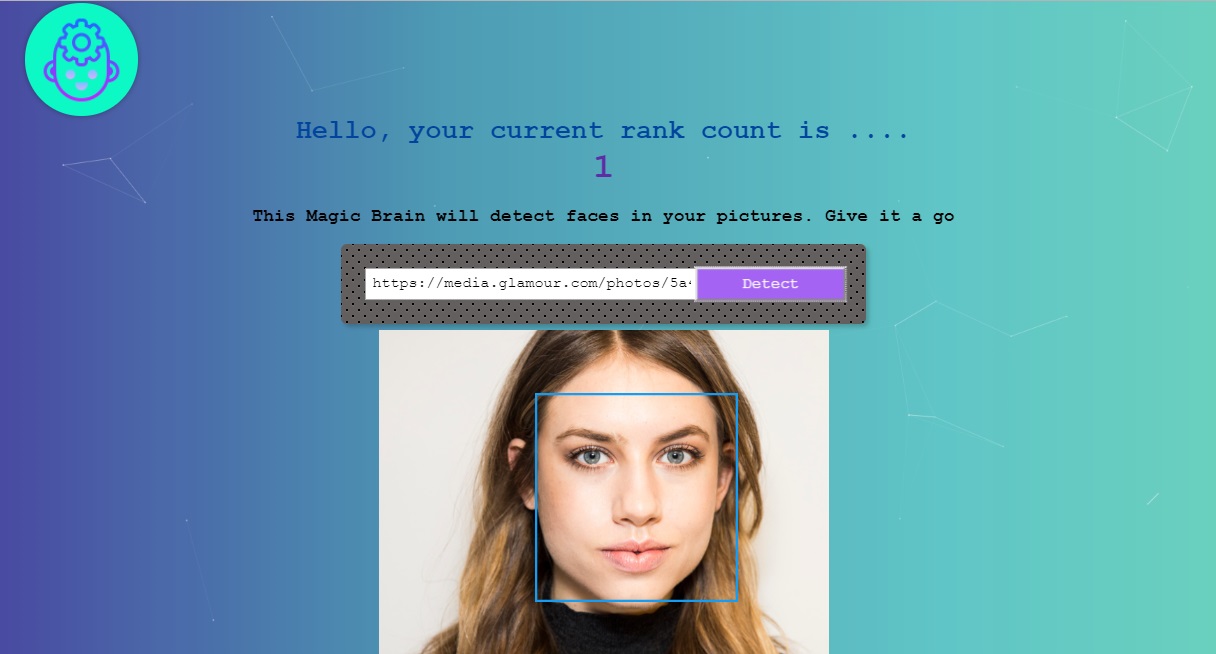 Hello, your current rank count is ....
1
This Magic Brain will detect faces in your pictures. Give it a go
https://media.glamour.com/photos/5a
Detect